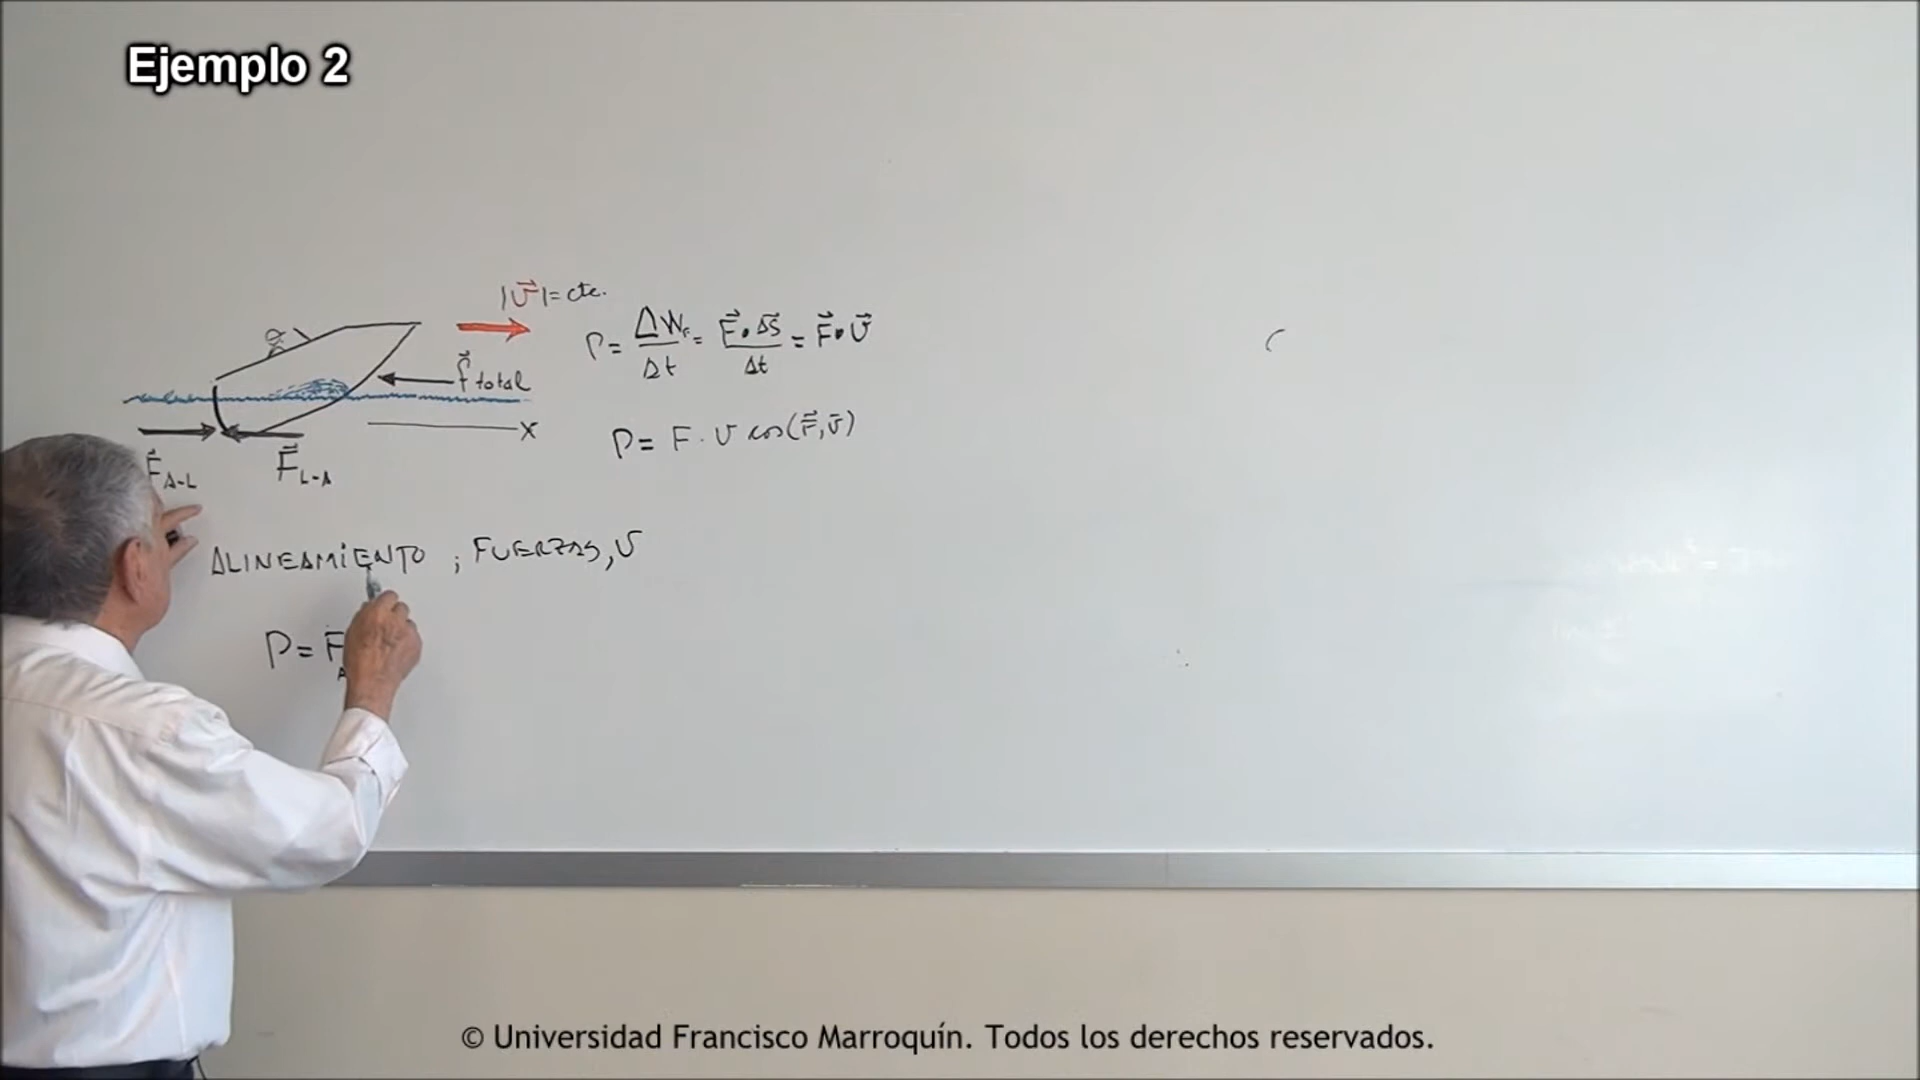 Ejemplo 2
|v⃗| = cte.
P = ΔW_F / Δt = F⃗ • Δs⃗ / Δt = F⃗ • v⃗
f⃗ total
P = F · v cos(F⃗, v⃗)
X
F⃗ A-L F⃗ L-A
ALINEAMIENTO ; FUERZAS, v
P = F A
© Universidad Francisco Marroquín. Todos los derechos reservados.